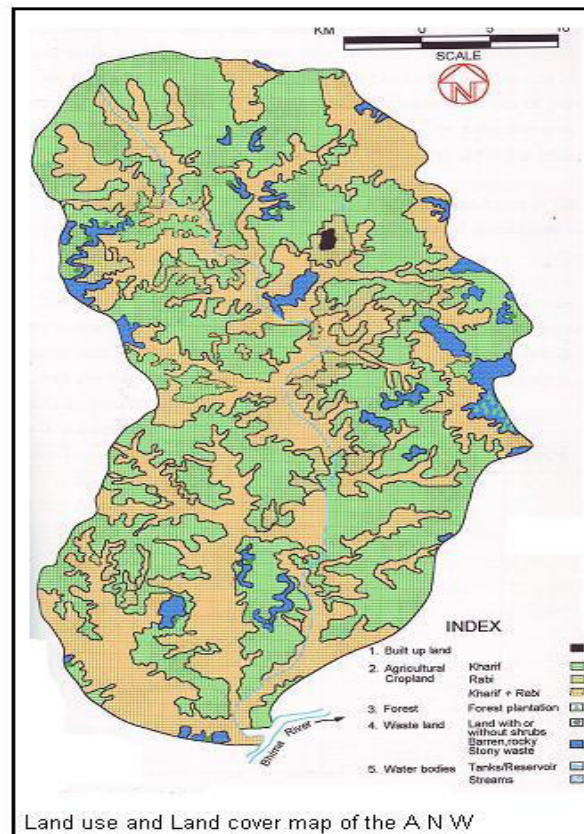 KM 0 5 10
SCALE
N
INDEX
1. Built up land
2. Agricultural Kharif
Cropland Rabi
Kharif + Rabi
3. Forest Forest plantation
4. Waste land Land with or
without shrubs
Barren, rocky
Stony waste
5. Water bodies Tanks/Reservoir
Streams
Bhima River
Land use and Land cover map of the A N W